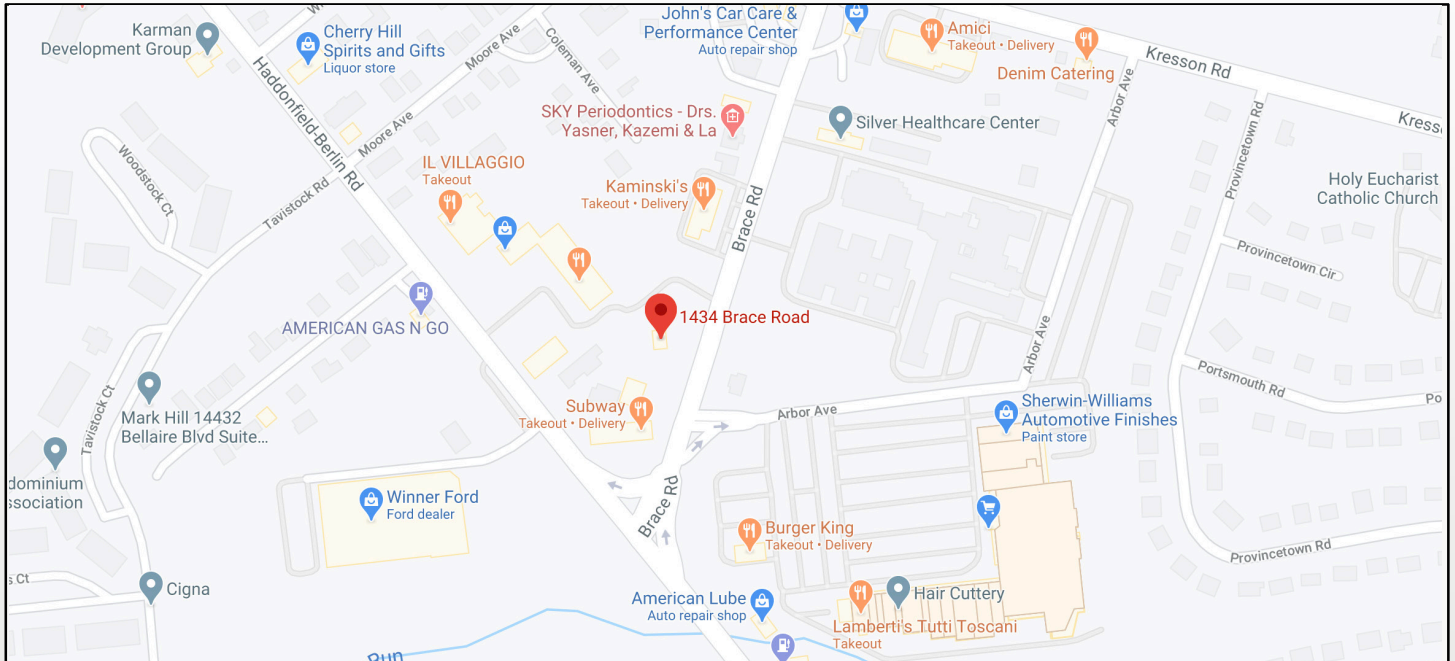 Karman
Development Group
Cherry Hill
Spirits and Gifts
Liquor store
Moore Ave
Coleman Ave
John's Car Care &
Performance Center
Auto repair shop
Amici
Takeout • Delivery
Denim Catering
Kresson Rd
Haddonfield-Berlin Rd
Moore Ave
SKY Periodontics - Drs.
Yasner, Kazemi & La
Silver Healthcare Center
Arbor Ave
Provincetown Rd
Kress
Woodstock Ct
Tavistock Rd
IL VILLAGGIO
Takeout
Kaminski's
Takeout • Delivery
Brace Rd
Holy Eucharist
Catholic Church
Provincetown Cir
AMERICAN GAS N GO
1434 Brace Road
Arbor Ave
Portsmouth Rd
Po
Mark Hill 14432
Bellaire Blvd Suite...
Tavistock Ct
Subway
Takeout • Delivery
Arbor Ave
Sherwin-Williams
Automotive Finishes
Paint store
dominium
ssociation
Winner Ford
Ford dealer
Brace Rd
Burger King
Takeout • Delivery
Provincetown Rd
s Ct
Cigna
American Lube
Auto repair shop
Hair Cuttery
Lamberti's Tutti Toscani
Takeout
Run